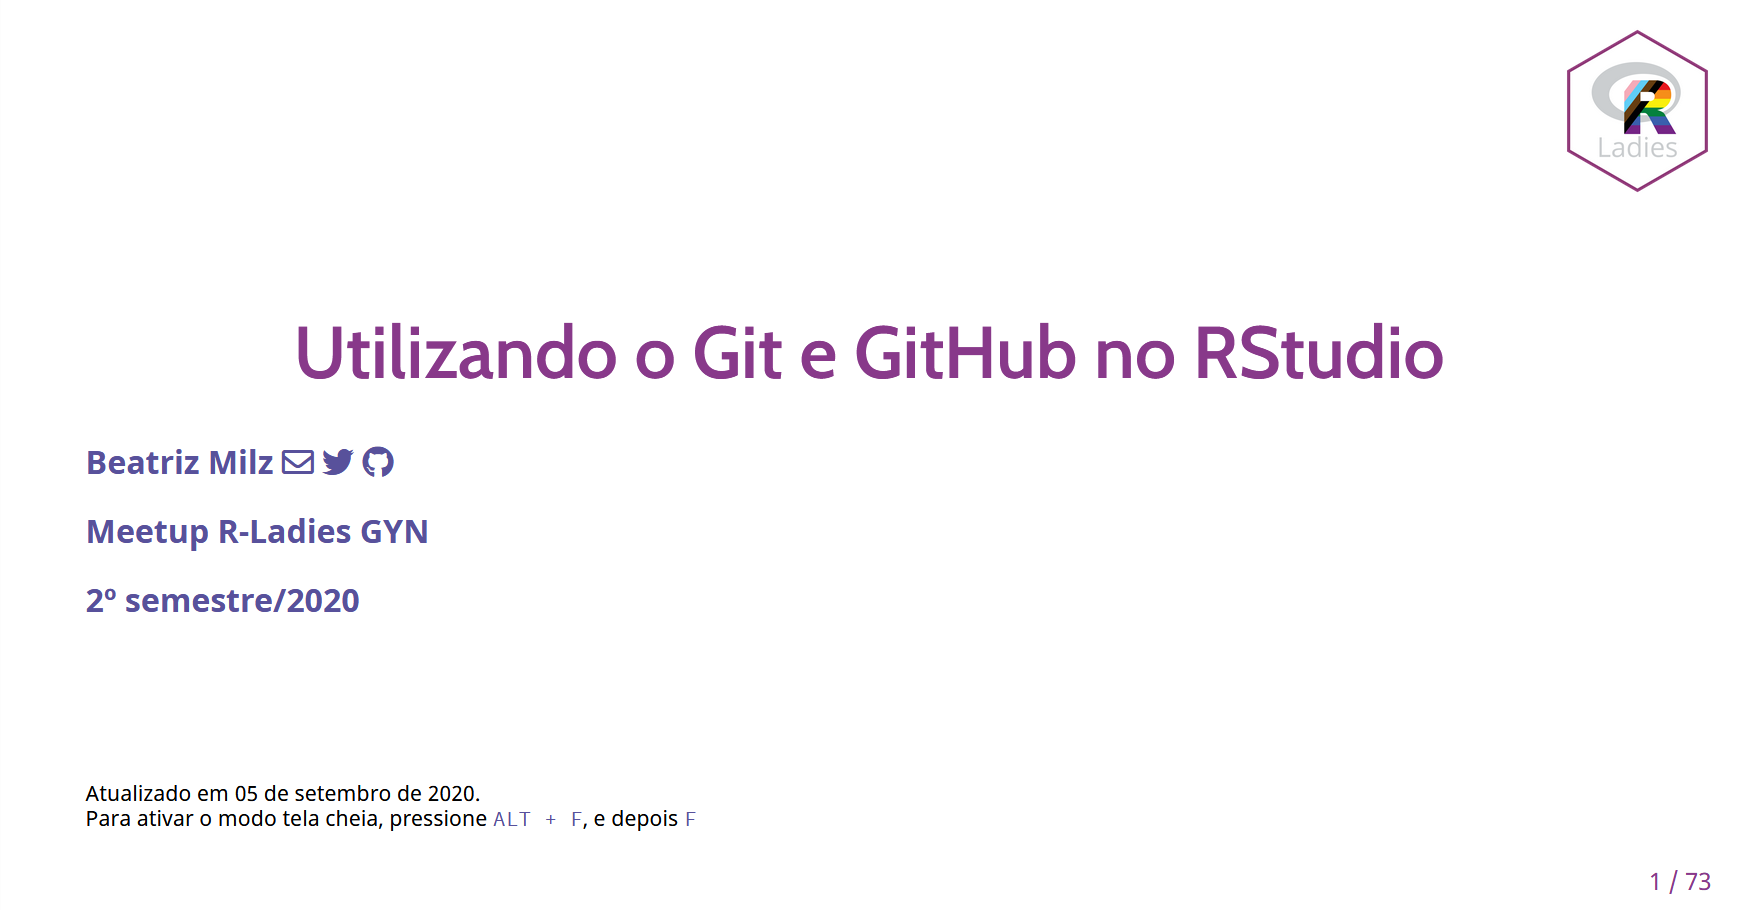 R
Ladies
Utilizando o Git e GitHub no RStudio
Beatriz Milz
Meetup R-Ladies GYN
2º semestre/2020
Atualizado em 05 de setembro de 2020.
Para ativar o modo tela cheia, pressione ALT + F, e depois F
1 / 73